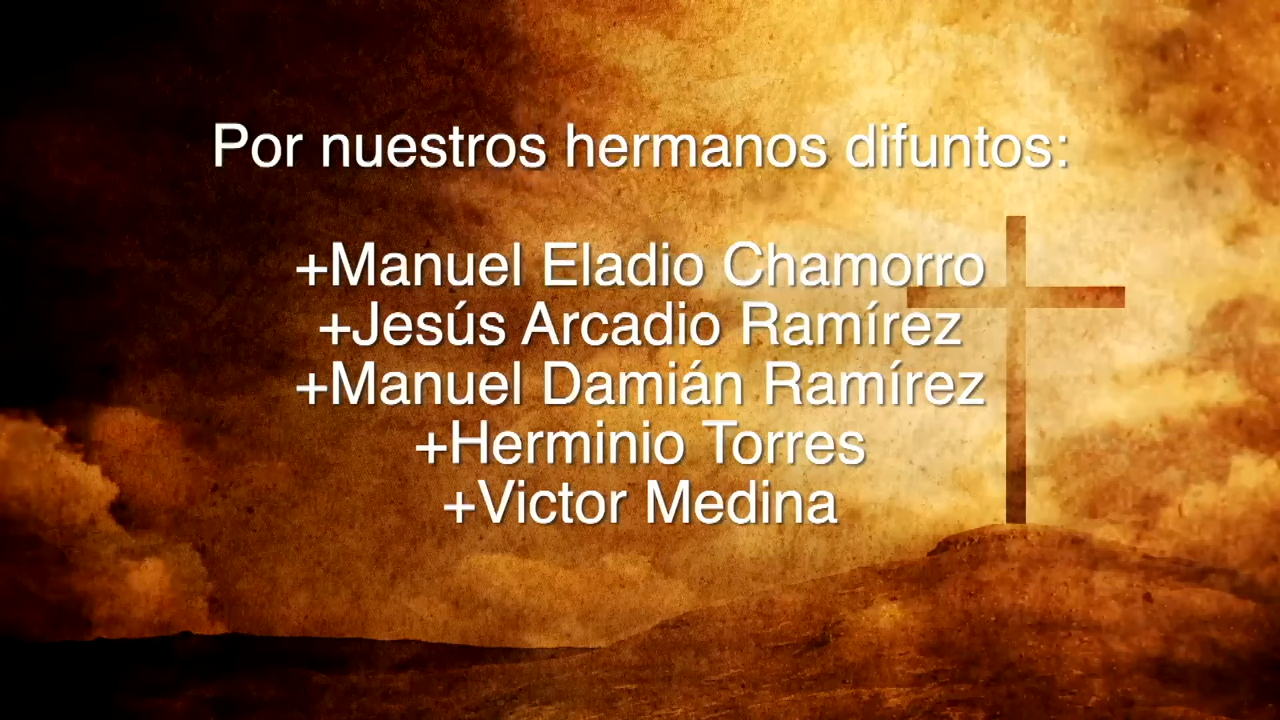 Por nuestros hermanos difuntos:
+Manuel Eladio Chamorro
+Jesús Arcadio Ramírez
+Manuel Damián Ramírez
+Herminio Torres
+Victor Medina